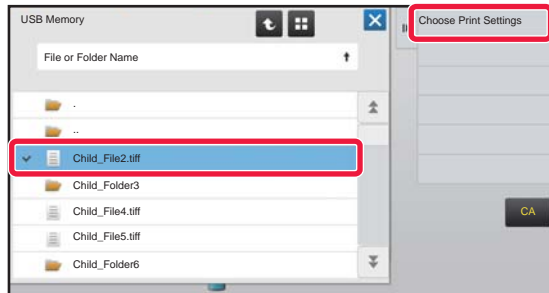 USB Memory
Choose Print Settings
File or Folder Name
.
..
Child_File2.tiff
Child_Folder3
Child_File4.tiff
CA
Child_File5.tiff
Child_Folder6